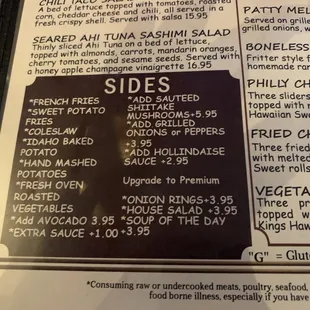 CHILI TACO
A bed of lettuce topped with tomatoes, roasted
corn, cheddar cheese and chili, all served in a
fresh crispy shell. Served with salsa 15.95
SEARED AHI TUNA SASHIMI SALAD
Thinly sliced Ahi Tuna on a bed of lettuce,
topped with almonds, carrots, mandarin oranges,
cherry tomatoes, and sesame seeds. Served with
a honey apple champagne vinaigrette 16.95
SIDES
*FRENCH FRIES
*SWEET POTATO
FRIES
*COLESLAW
*IDAHO BAKED
POTATO
*HAND MASHED
POTATOES
*FRESH OVEN
ROASTED
VEGETABLES
*Add AVOCADO 3.95
*EXTRA SAUCE +1.00
*ADD SAUTEED
SHIITAKE
MUSHROOMS+5.95
*ADD GRILLED
ONIONS or PEPPERS
+3.95
*ADD HOLLINDAISE
SAUCE +2.95
Upgrade to Premium
*ONION RINGS+3.95
*HOUSE SALAD +3.95
*SOUP OF THE DAY
+3.95
PATTY MEL
Served on grille
grilled onions, w
BONELESS
Fritter style f
homemade ran
PHILLY CH
Three sliders
topped with r
Hawaiian Swe
FRIED CH
Three fried
with melted
Sweet rolls
VEGETA
Three pr
topped w
Kings Haw
"G" = Glut
*Consuming raw or undercooked meats, poultry, seafood,
food borne illness, especially if you have